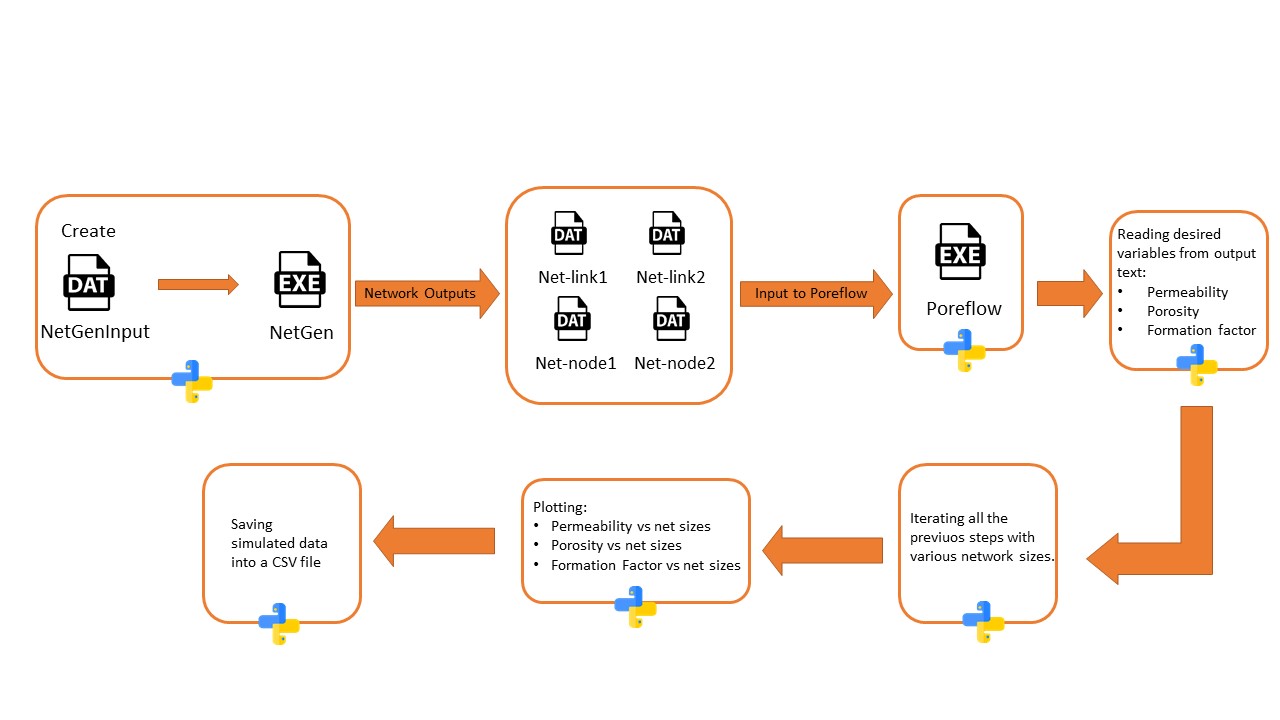 Create
DAT
NetGenInput
EXE
NetGen
Network Outputs
DAT
Net-link1
DAT
Net-link2
DAT
Net-node1
DAT
Net-node2
Input to Poreflow
EXE
Poreflow
Reading desired
variables from output
text:
• Permeability
• Porosity
• Formation factor
Iterating all the
previuos steps with
various network sizes.
Plotting:
• Permeability vs net sizes
• Porosity vs net sizes
• Formation Factor vs net sizes
Saving
simulated data
into a CSV file